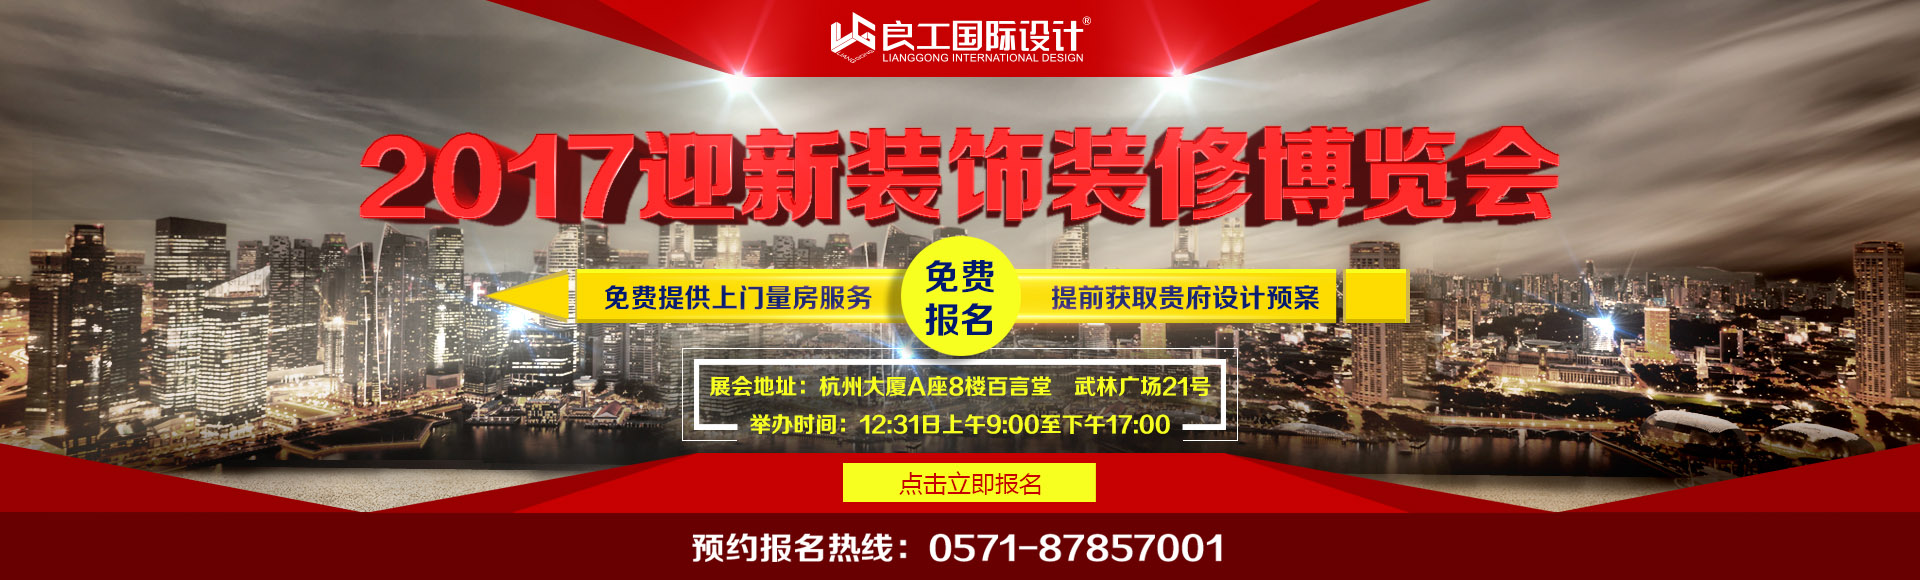 良工国际设计®
LIANGGONG INTERNATIONAL DESIGN
LIANGGONG
2017迎新装饰装修博览会
免费提供上门量房服务
免费
报名
提前获取贵府设计预案
展会地址：杭州大厦A座8楼百言堂 武林广场21号
举办时间：12:31日上午9:00至下午17:00
点击立即报名
预约报名热线：0571-87857001